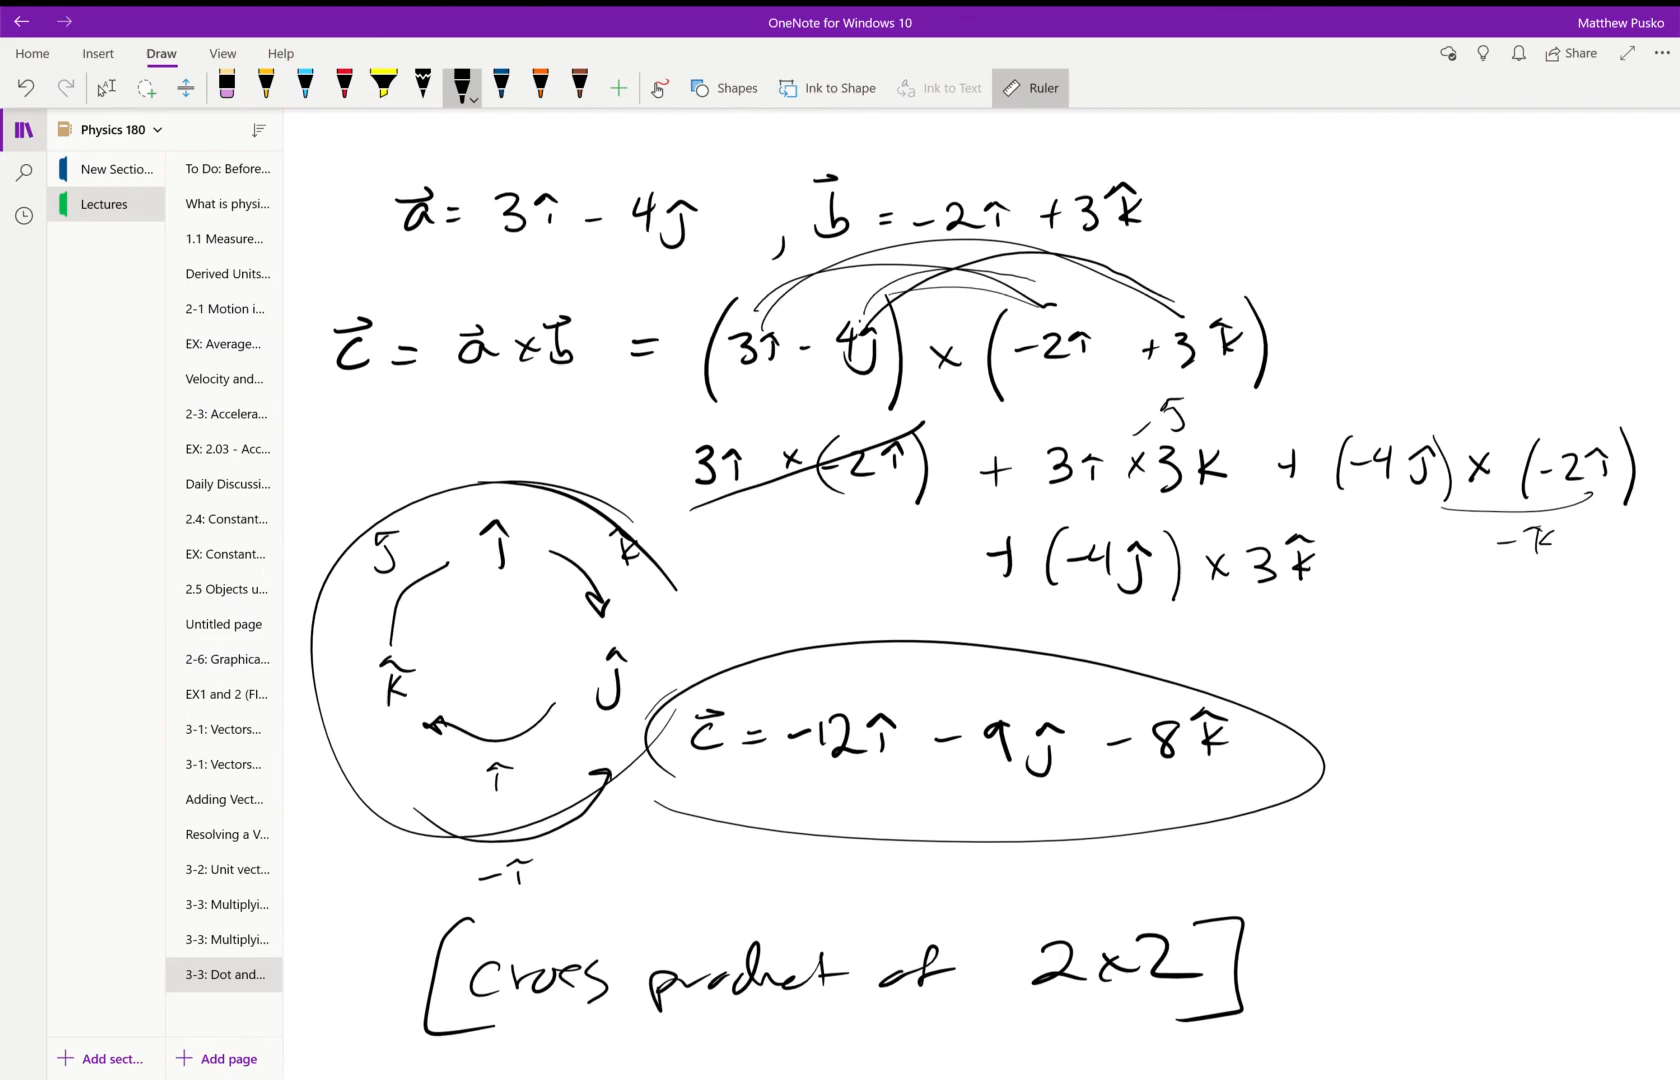 OneNote for Windows 10
Matthew Pusko
Home Insert Draw View Help
Share
Shapes Ink to Shape Ink to Text Ruler
Physics 180
New Sectio...
Lectures
To Do: Before...
What is physi...
1.1 Measure...
Derived Units...
2-1 Motion i...
EX: Average...
Velocity and...
2-3: Accelera...
EX: 2.03 - Acc...
Daily Discussi...
2.4: Constant...
EX: Constant...
2.5 Objects u...
Untitled page
2-6: Graphica...
EX1 and 2 (FI...
3-1: Vectors...
3-1: Vectors...
Adding Vect...
Resolving a V...
3-2: Unit vect...
3-3: Multiplyi...
3-3: Multiplyi...
3-3: Dot and...
Add sect...
Add page
a⃗ = 3î - 4ĵ , b⃗ = -2î + 3k̂
c⃗ = a⃗ × b⃗ = (3î - 4ĵ) × (-2î + 3k̂)
-ĵ
3î × (-2î) + 3î × 3k + (-4ĵ) × (-2î)
-k̂
+ (-4ĵ) × 3k̂
ĵ î k̂
k̂ ĵ
î
-î
c⃗ = -12î - 9ĵ - 8k̂
[cross product of 2×2]